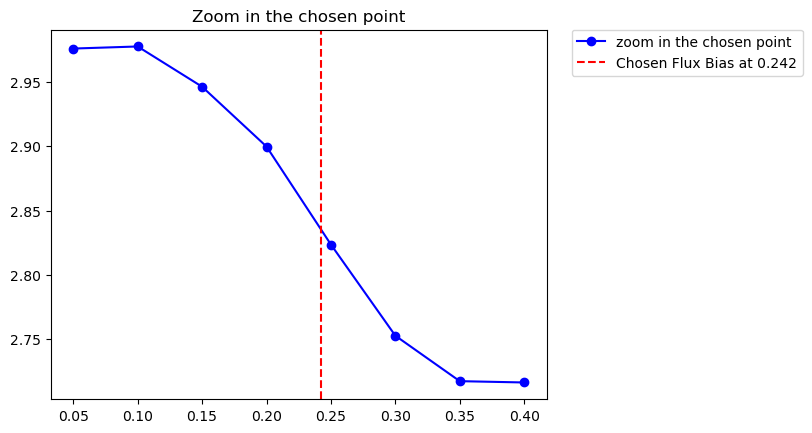 Zoom in the chosen point
zoom in the chosen point
Chosen Flux Bias at 0.242
2.95
2.90
2.85
2.80
2.75
0.05 0.10 0.15 0.20 0.25 0.30 0.35 0.40